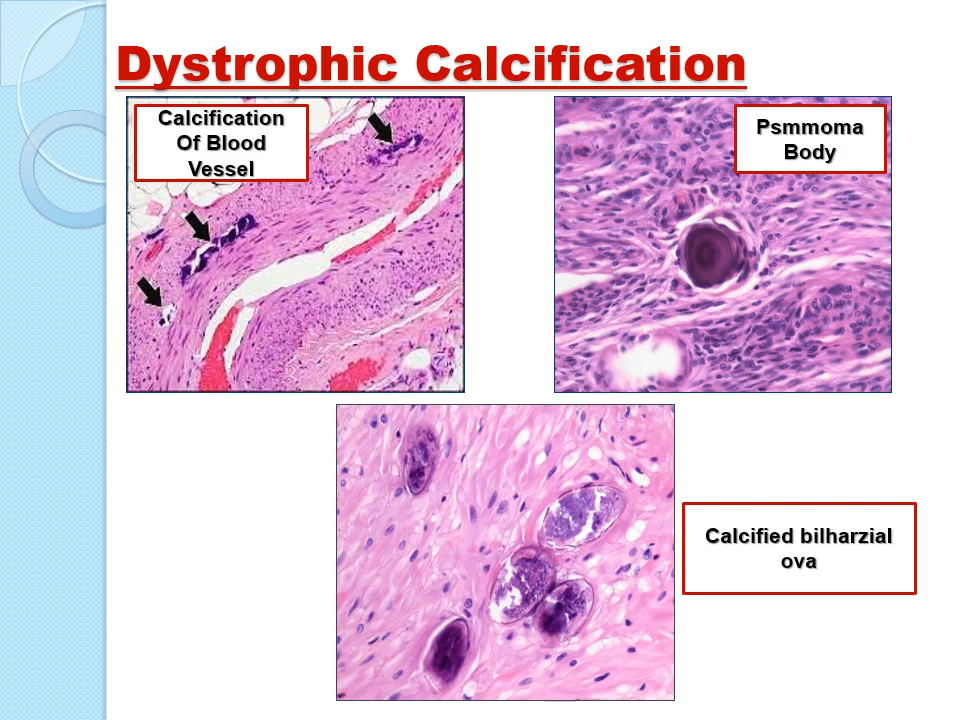 Dystrophic Calcification
Calcification
Of Blood
Vessel
Psmmoma
Body
Calcified bilharzial
ova